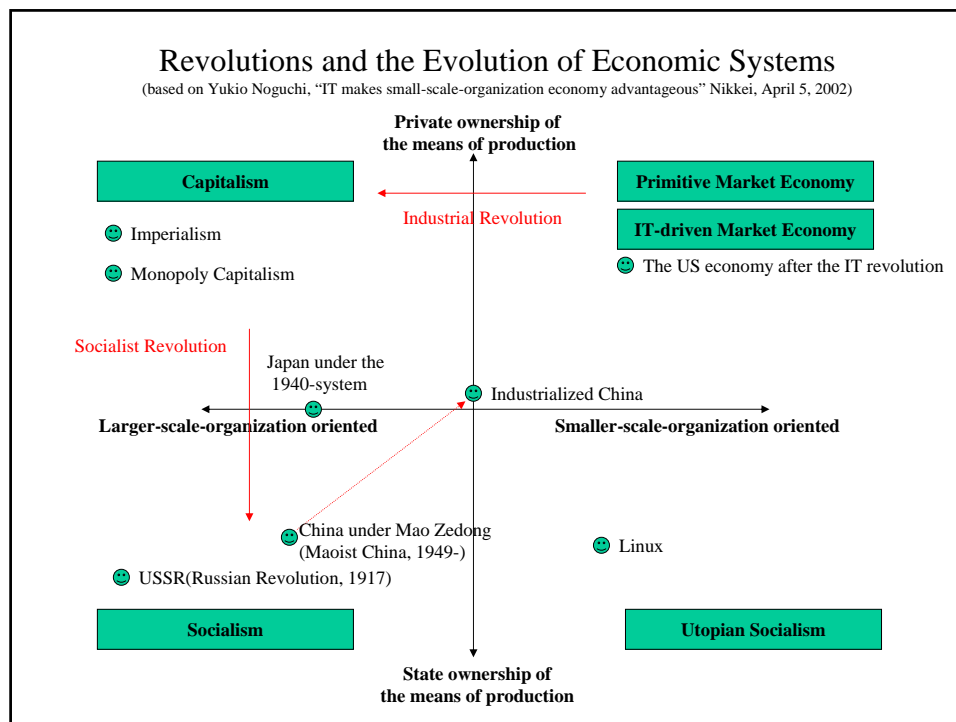 Revolutions and the Evolution of Economic Systems
(based on Yukio Noguchi, “IT makes small-scale-organization economy advantageous” Nikkei, April 5, 2002)
Private ownership of
the means of production
Capitalism
Primitive Market Economy
Industrial Revolution
IT-driven Market Economy
Imperialism
The US economy after the IT revolution
Monopoly Capitalism
Socialist Revolution
Japan under the
1940-system
Industrialized China
Larger-scale-organization oriented
Smaller-scale-organization oriented
China under Mao Zedong
(Maoist China, 1949-)
Linux
USSR(Russian Revolution, 1917)
Socialism
Utopian Socialism
State ownership of
the means of production